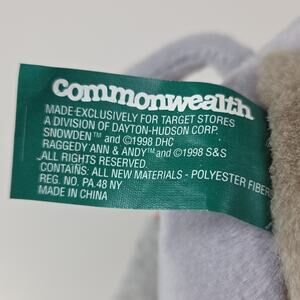 commonwealth
MADE EXCLUSIVELY FOR TARGET STORES
A DIVISION OF DAYTON-HUDSON CORP.
SNOWDEN™ and ©1998 DHC
RAGGEDY ANN & ANDY™ and ©1998 S&S
ALL RIGHTS RESERVED.
CONTAINS: ALL NEW MATERIALS - POLYESTER FIBERS
REG. NO. PA.48 NY
MADE IN CHINA